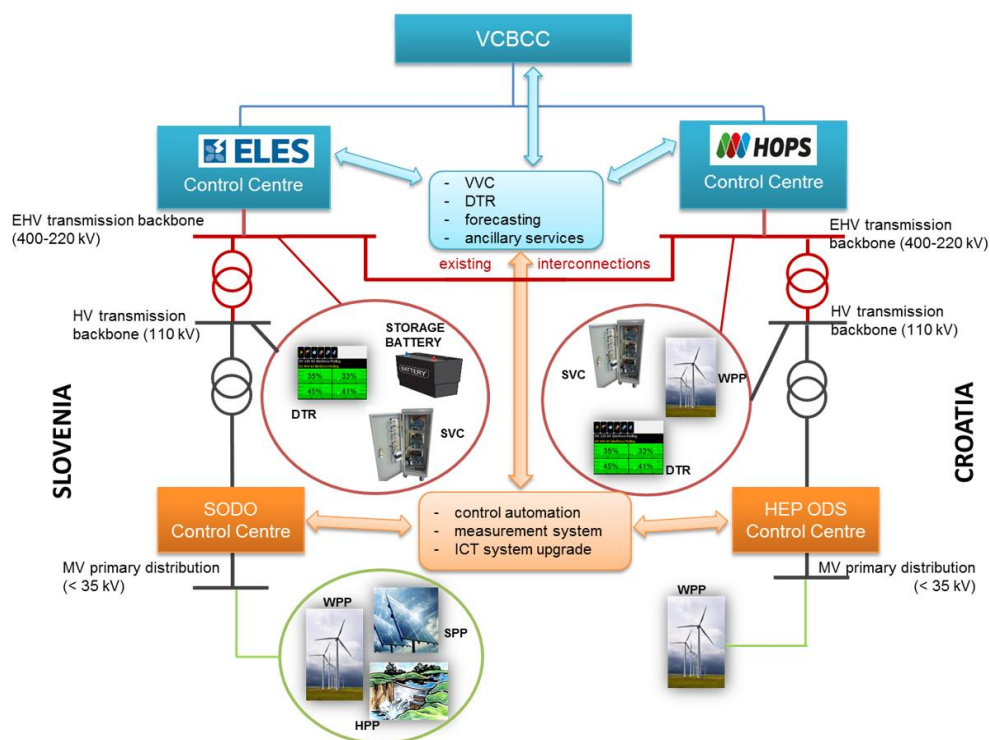 VCBCC
ELES
Control Centre
HOPS
Control Centre
- VVC
- DTR
- forecasting
- ancillary services
EHV transmission backbone
(400-220 kV)
EHV transmission
backbone (400-220 kV)
existing interconnections
HV transmission
backbone (110 kV)
HV transmission
backbone (110 kV)
STORAGE
BATTERY
BATTERY
35% 33%
45% 41%
DTR
SVC
SVC
WPP
35% 33%
45% 41%
DTR
SLOVENIA
CROATIA
SODO
Control Centre
- control automation
- measurement system
- ICT system upgrade
HEP ODS
Control Centre
MV primary distribution
(< 35 kV)
MV primary distribution
(< 35 kV)
WPP
SPP
HPP
WPP